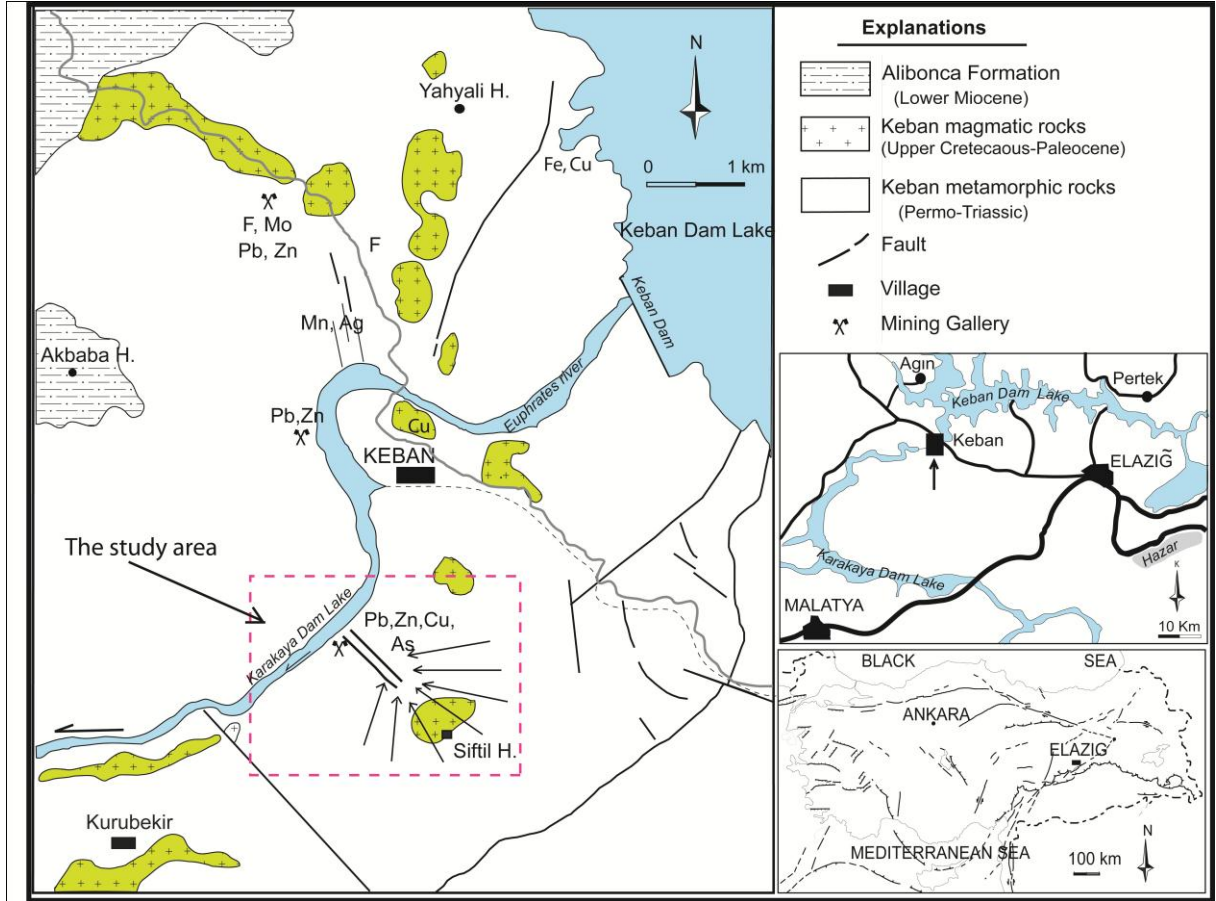 Yahyali H.
N
Fe, Cu
0 1 km
Keban Dam Lake
F, Mo
Pb, Zn
F
Keban Dam
Mn, Ag
Akbaba H.
Euphrates river
Pb,Zn
Cu
KEBAN
The study area
Karakaya Dam Lake
Pb,Zn,Cu,
As
Siftil H.
Kurubekir
Explanations
Alibonca Formation
(Lower Miocene)
Keban magmatic rocks
(Upper Cretecaous-Paleocene)
Keban metamorphic rocks
(Permo-Triassic)
Fault
Village
Mining Gallery
Agın
Pertek
Keban Dam Lake
Keban
ELAZIG̃
Karakaya Dam Lake
Hazar
K
MALATYA
10 Km
BLACK SEA
ANKARA
ELAZIG
N
MEDITERRANEAN SEA
100 km